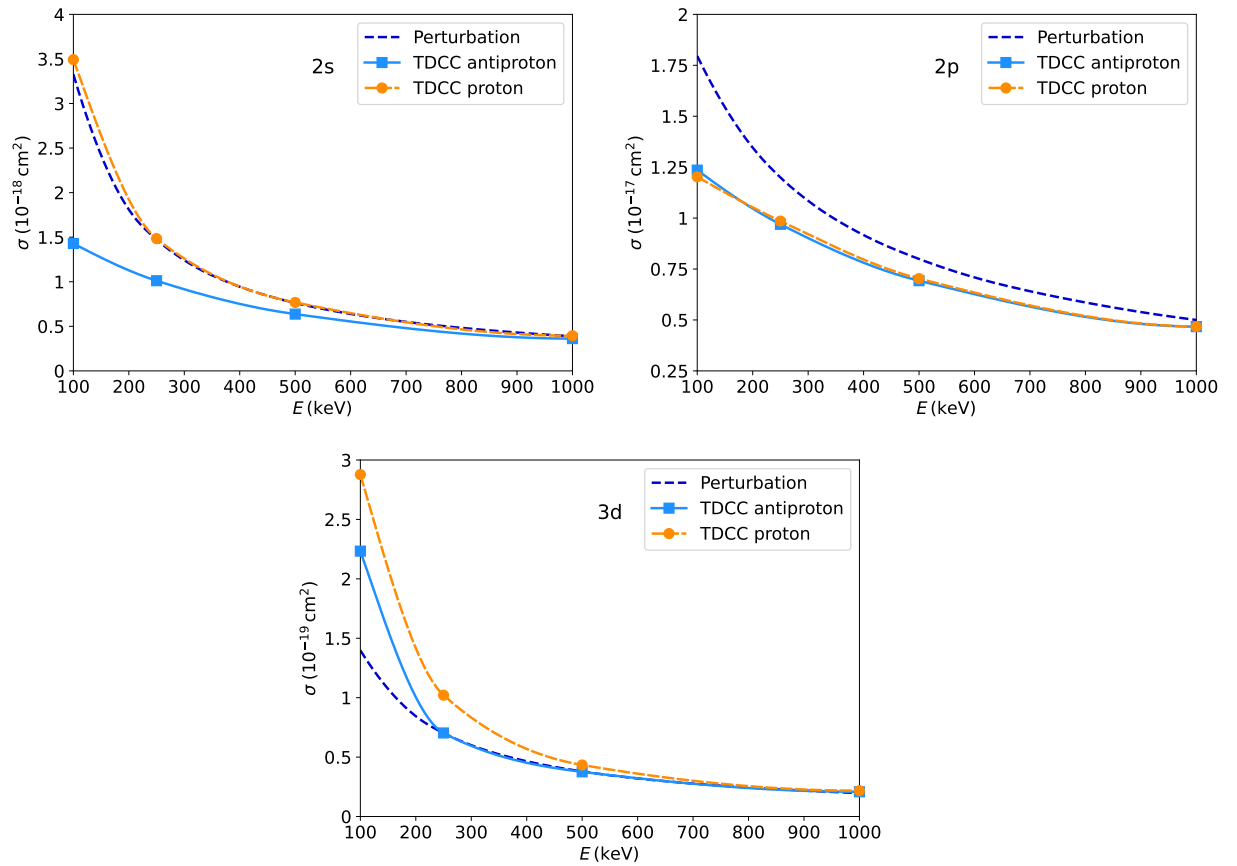 4
3.5
3
2.5
2
1.5
1
0.5
0
σ (10⁻¹⁸ cm²)
2s
Perturbation
TDCC antiproton
TDCC proton
100 200 300 400 500 600 700 800 900 1000
E (keV)
2
1.75
1.5
1.25
1
0.75
0.5
0.25
σ (10⁻¹⁷ cm²)
2p
Perturbation
TDCC antiproton
TDCC proton
100 200 300 400 500 600 700 800 900 1000
E (keV)
3
2.5
2
1.5
1
0.5
0
σ (10⁻¹⁹ cm²)
3d
Perturbation
TDCC antiproton
TDCC proton
100 200 300 400 500 600 700 800 900 1000
E (keV)